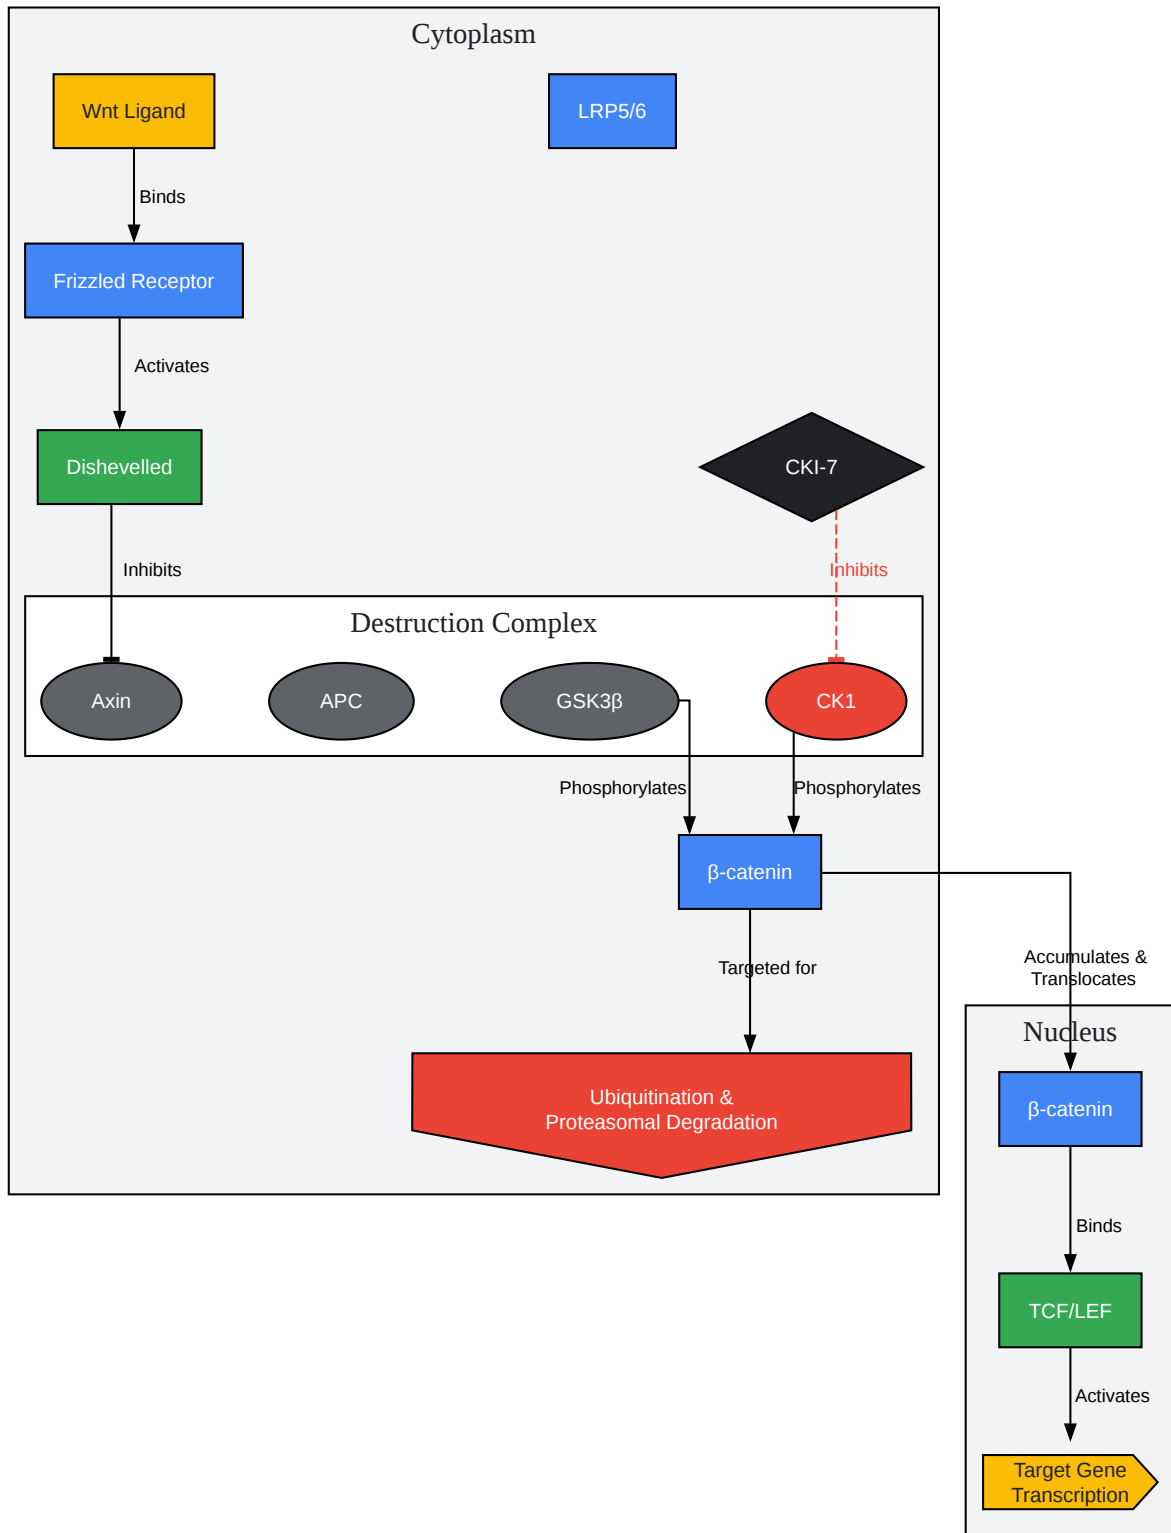 Cytoplasm
Wnt Ligand
LRP5/6
Binds
Frizzled Receptor
Activates
Dishevelled
CKI-7
Inhibits
Inhibits
Destruction Complex
Axin
APC
GSK3β
CK1
Phosphorylates
Phosphorylates
β-catenin
Targeted for
Accumulates &
Translocates
Nucleus
Ubiquitination &
Proteasomal Degradation
β-catenin
Binds
TCF/LEF
Activates
Target Gene
Transcription